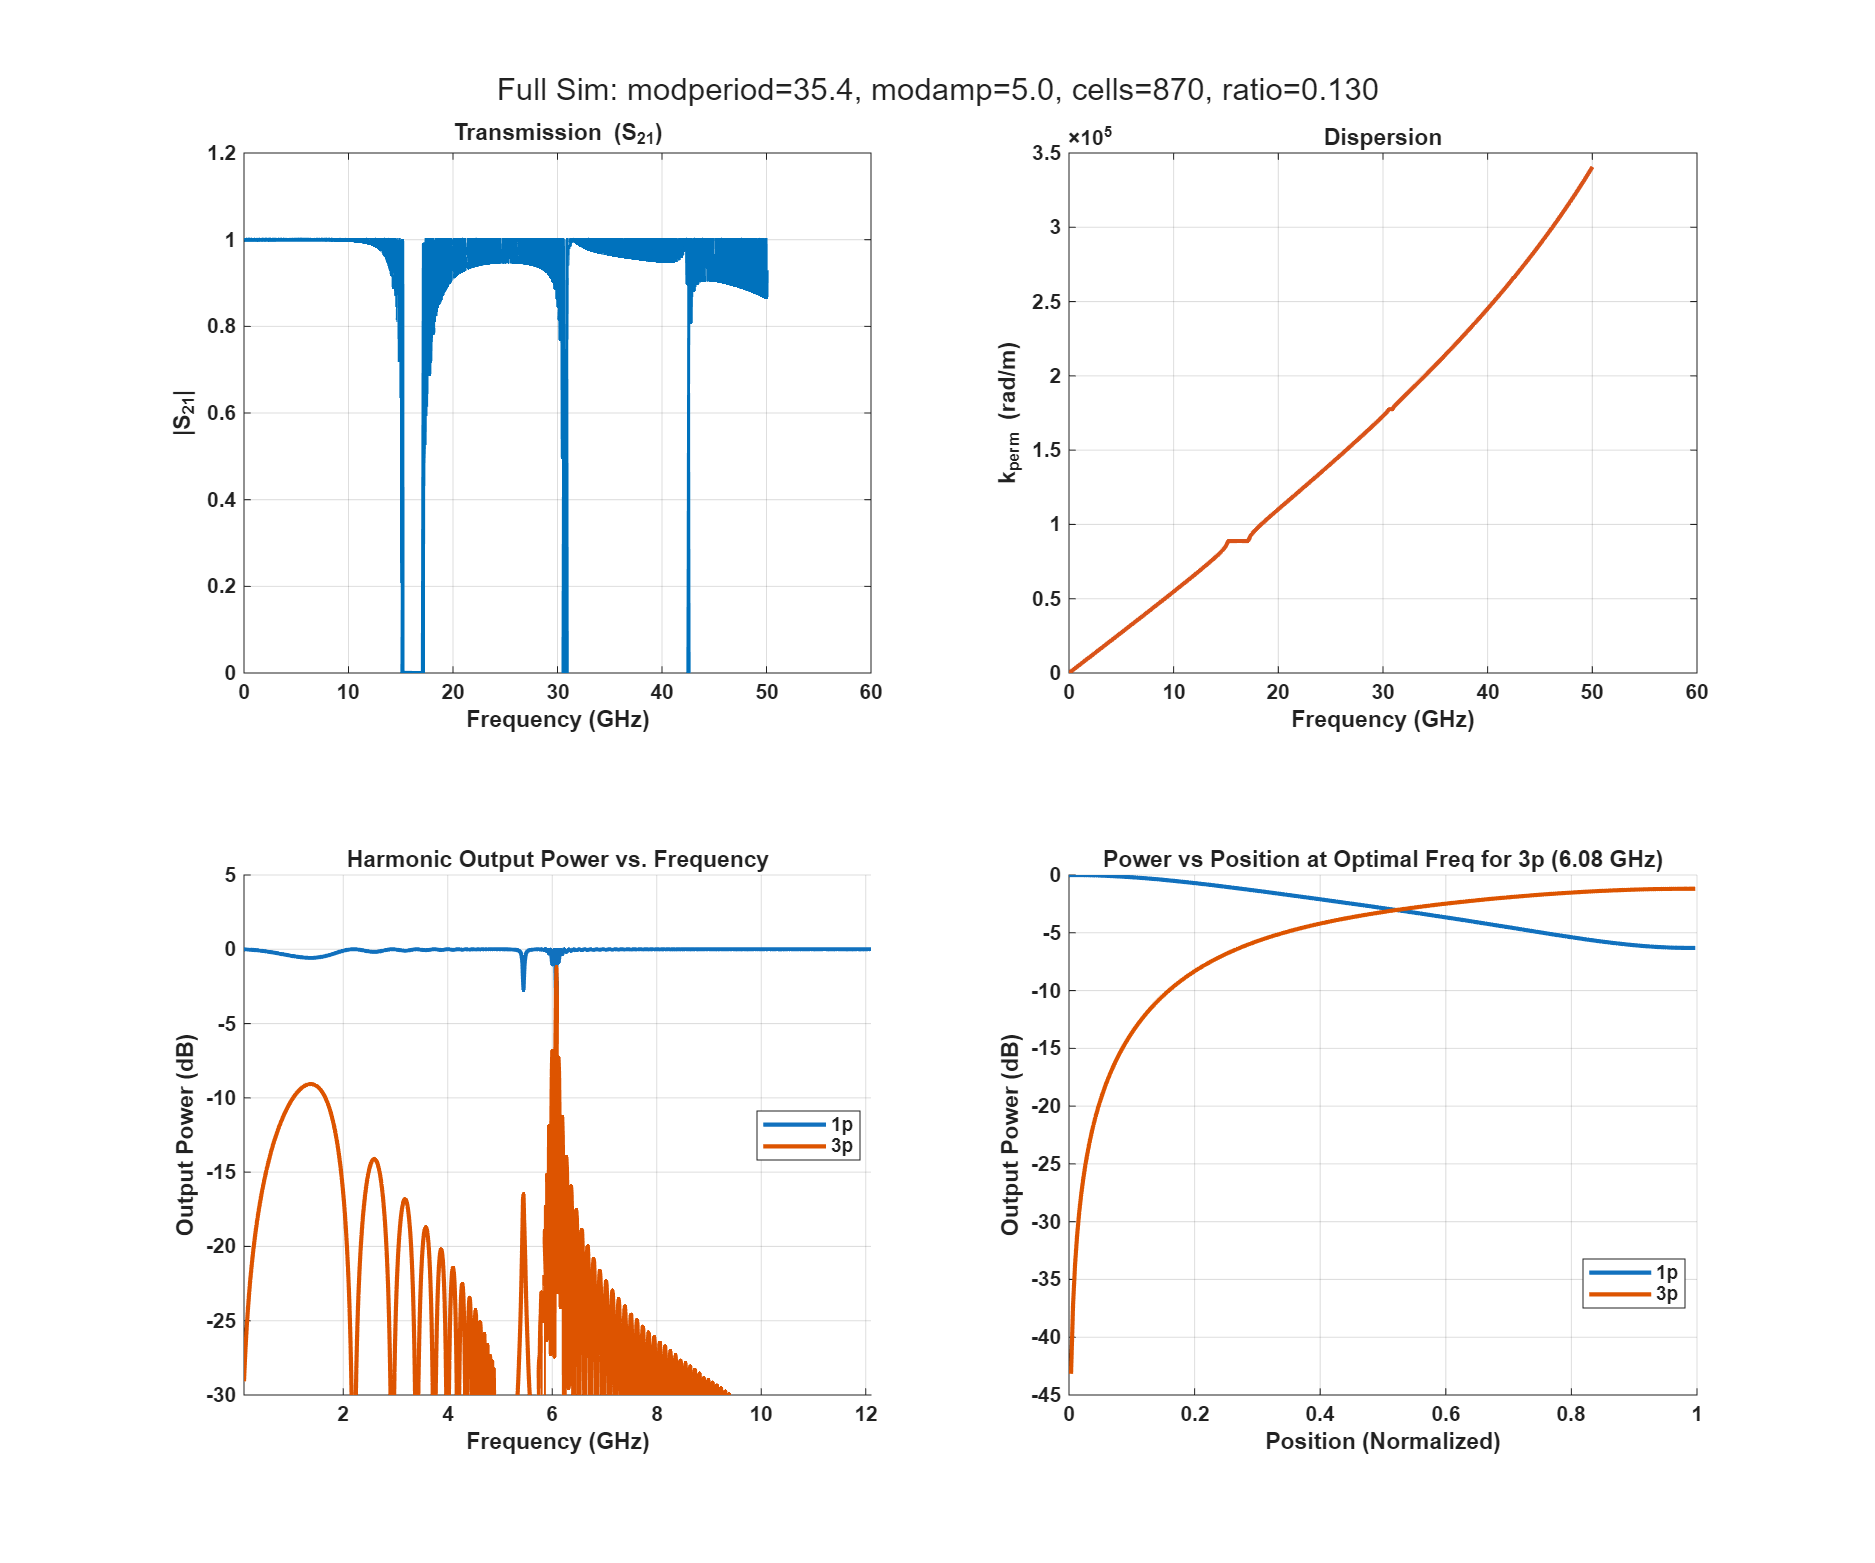 Full Sim: modperiod=35.4, modamp=5.0, cells=870, ratio=0.130
Transmission (S21)
1.2
1
0.8
0.6
0.4
0.2
0
|S21|
0 10 20 30 40 50 60
Frequency (GHz)
×10^5
Dispersion
3.5
3
2.5
2
1.5
1
0.5
0
kperm (rad/m)
0 10 20 30 40 50 60
Frequency (GHz)
Harmonic Output Power vs. Frequency
5
0
-5
-10
-15
-20
-25
-30
Output Power (dB)
1p
3p
2 4 6 8 10 12
Frequency (GHz)
Power vs Position at Optimal Freq for 3p (6.08 GHz)
0
-5
-10
-15
-20
-25
-30
-35
-40
-45
Output Power (dB)
1p
3p
0 0.2 0.4 0.6 0.8 1
Position (Normalized)